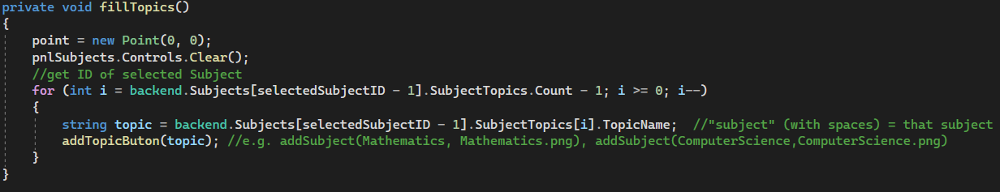 private void fillTopics()
{
point = new Point(0, 0);
pnlSubjects.Controls.Clear();
//get ID of selected Subject
for (int i = backend.Subjects[selectedSubjectID - 1].SubjectTopics.Count - 1; i >= 0; i--)
{
string topic = backend.Subjects[selectedSubjectID - 1].SubjectTopics[i].TopicName;  //"subject" (with spaces) = that subject
addTopicButon(topic); //e.g. addSubject(Mathematics, Mathematics.png), addSubject(ComputerScience,ComputerScience.png)
}
}